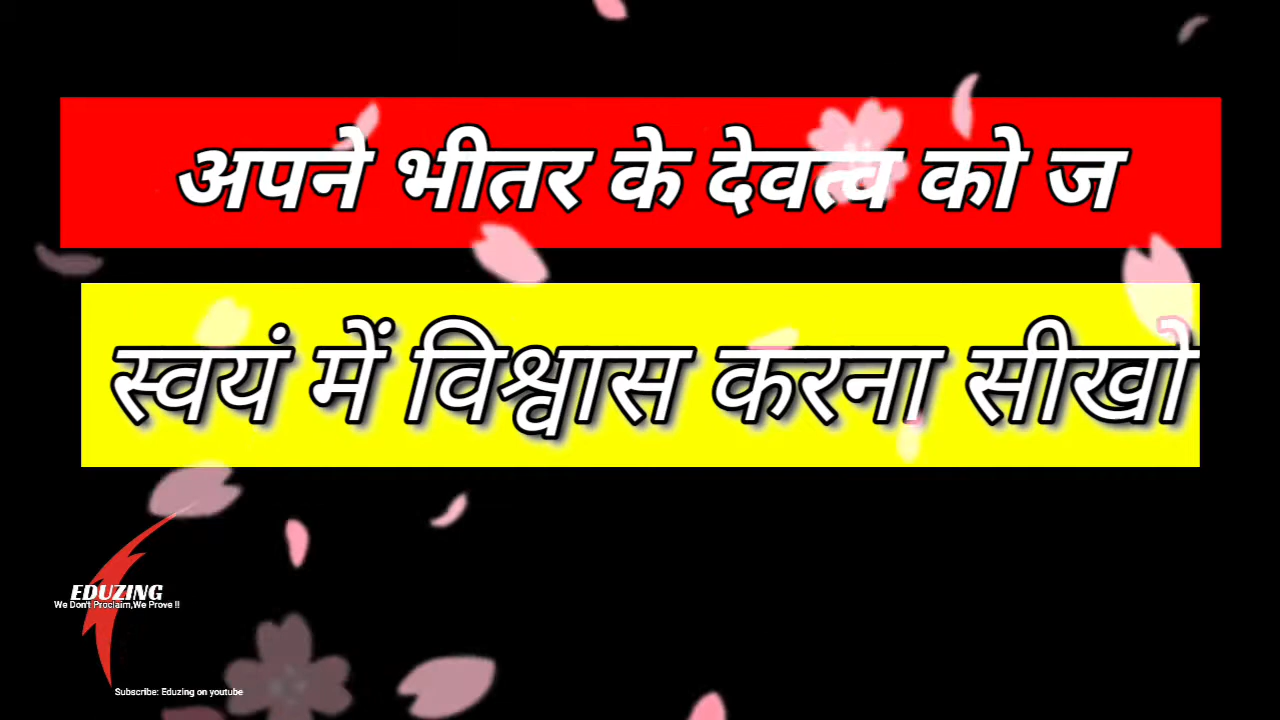 अपने भीतर के देवत्व को ज
स्वयं में विश्वास करना सीखो
EDUZING
We Don't Proclaim,We Prove !!
Subscribe: Eduzing on youtube